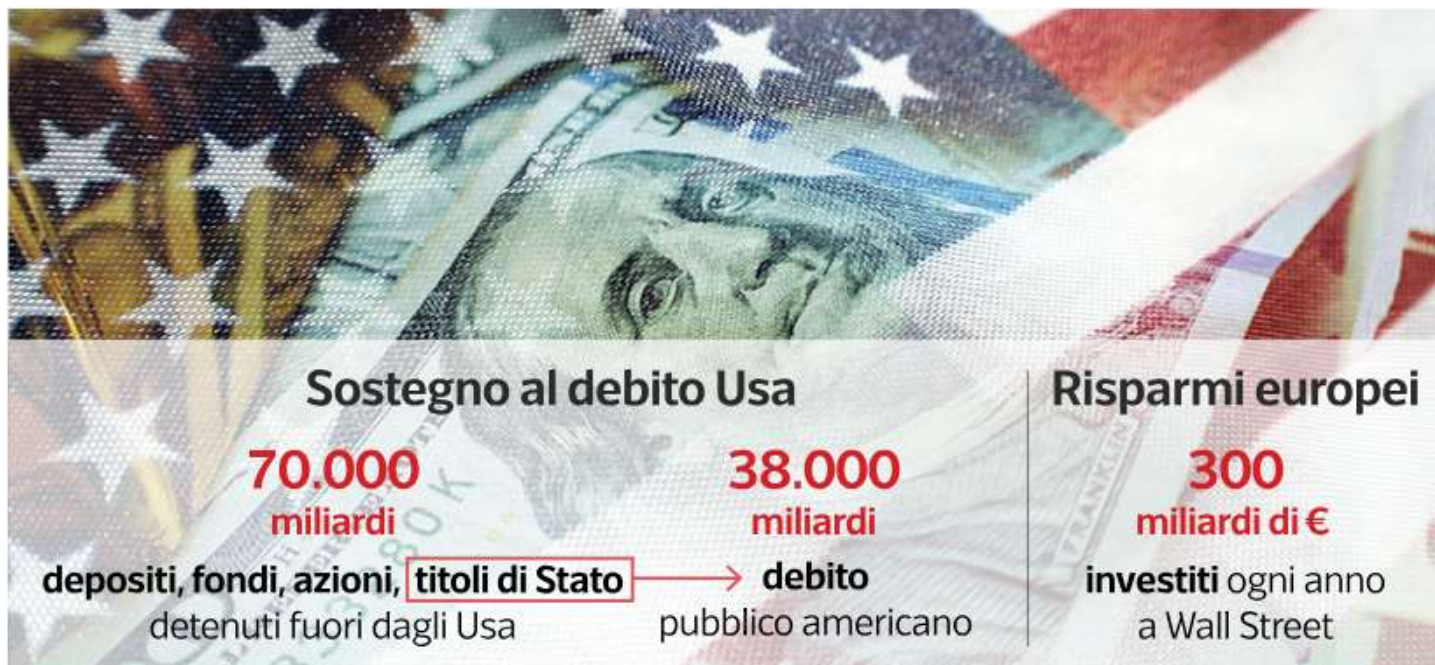 Sostegno al debito Usa
70.000
miliardi
depositi, fondi, azioni, titoli di Stato
detenuti fuori dagli Usa
38.000
miliardi
debito
pubblico americano
Risparmi europei
300
miliardi di €
investiti ogni anno
a Wall Street
FRANKLIN